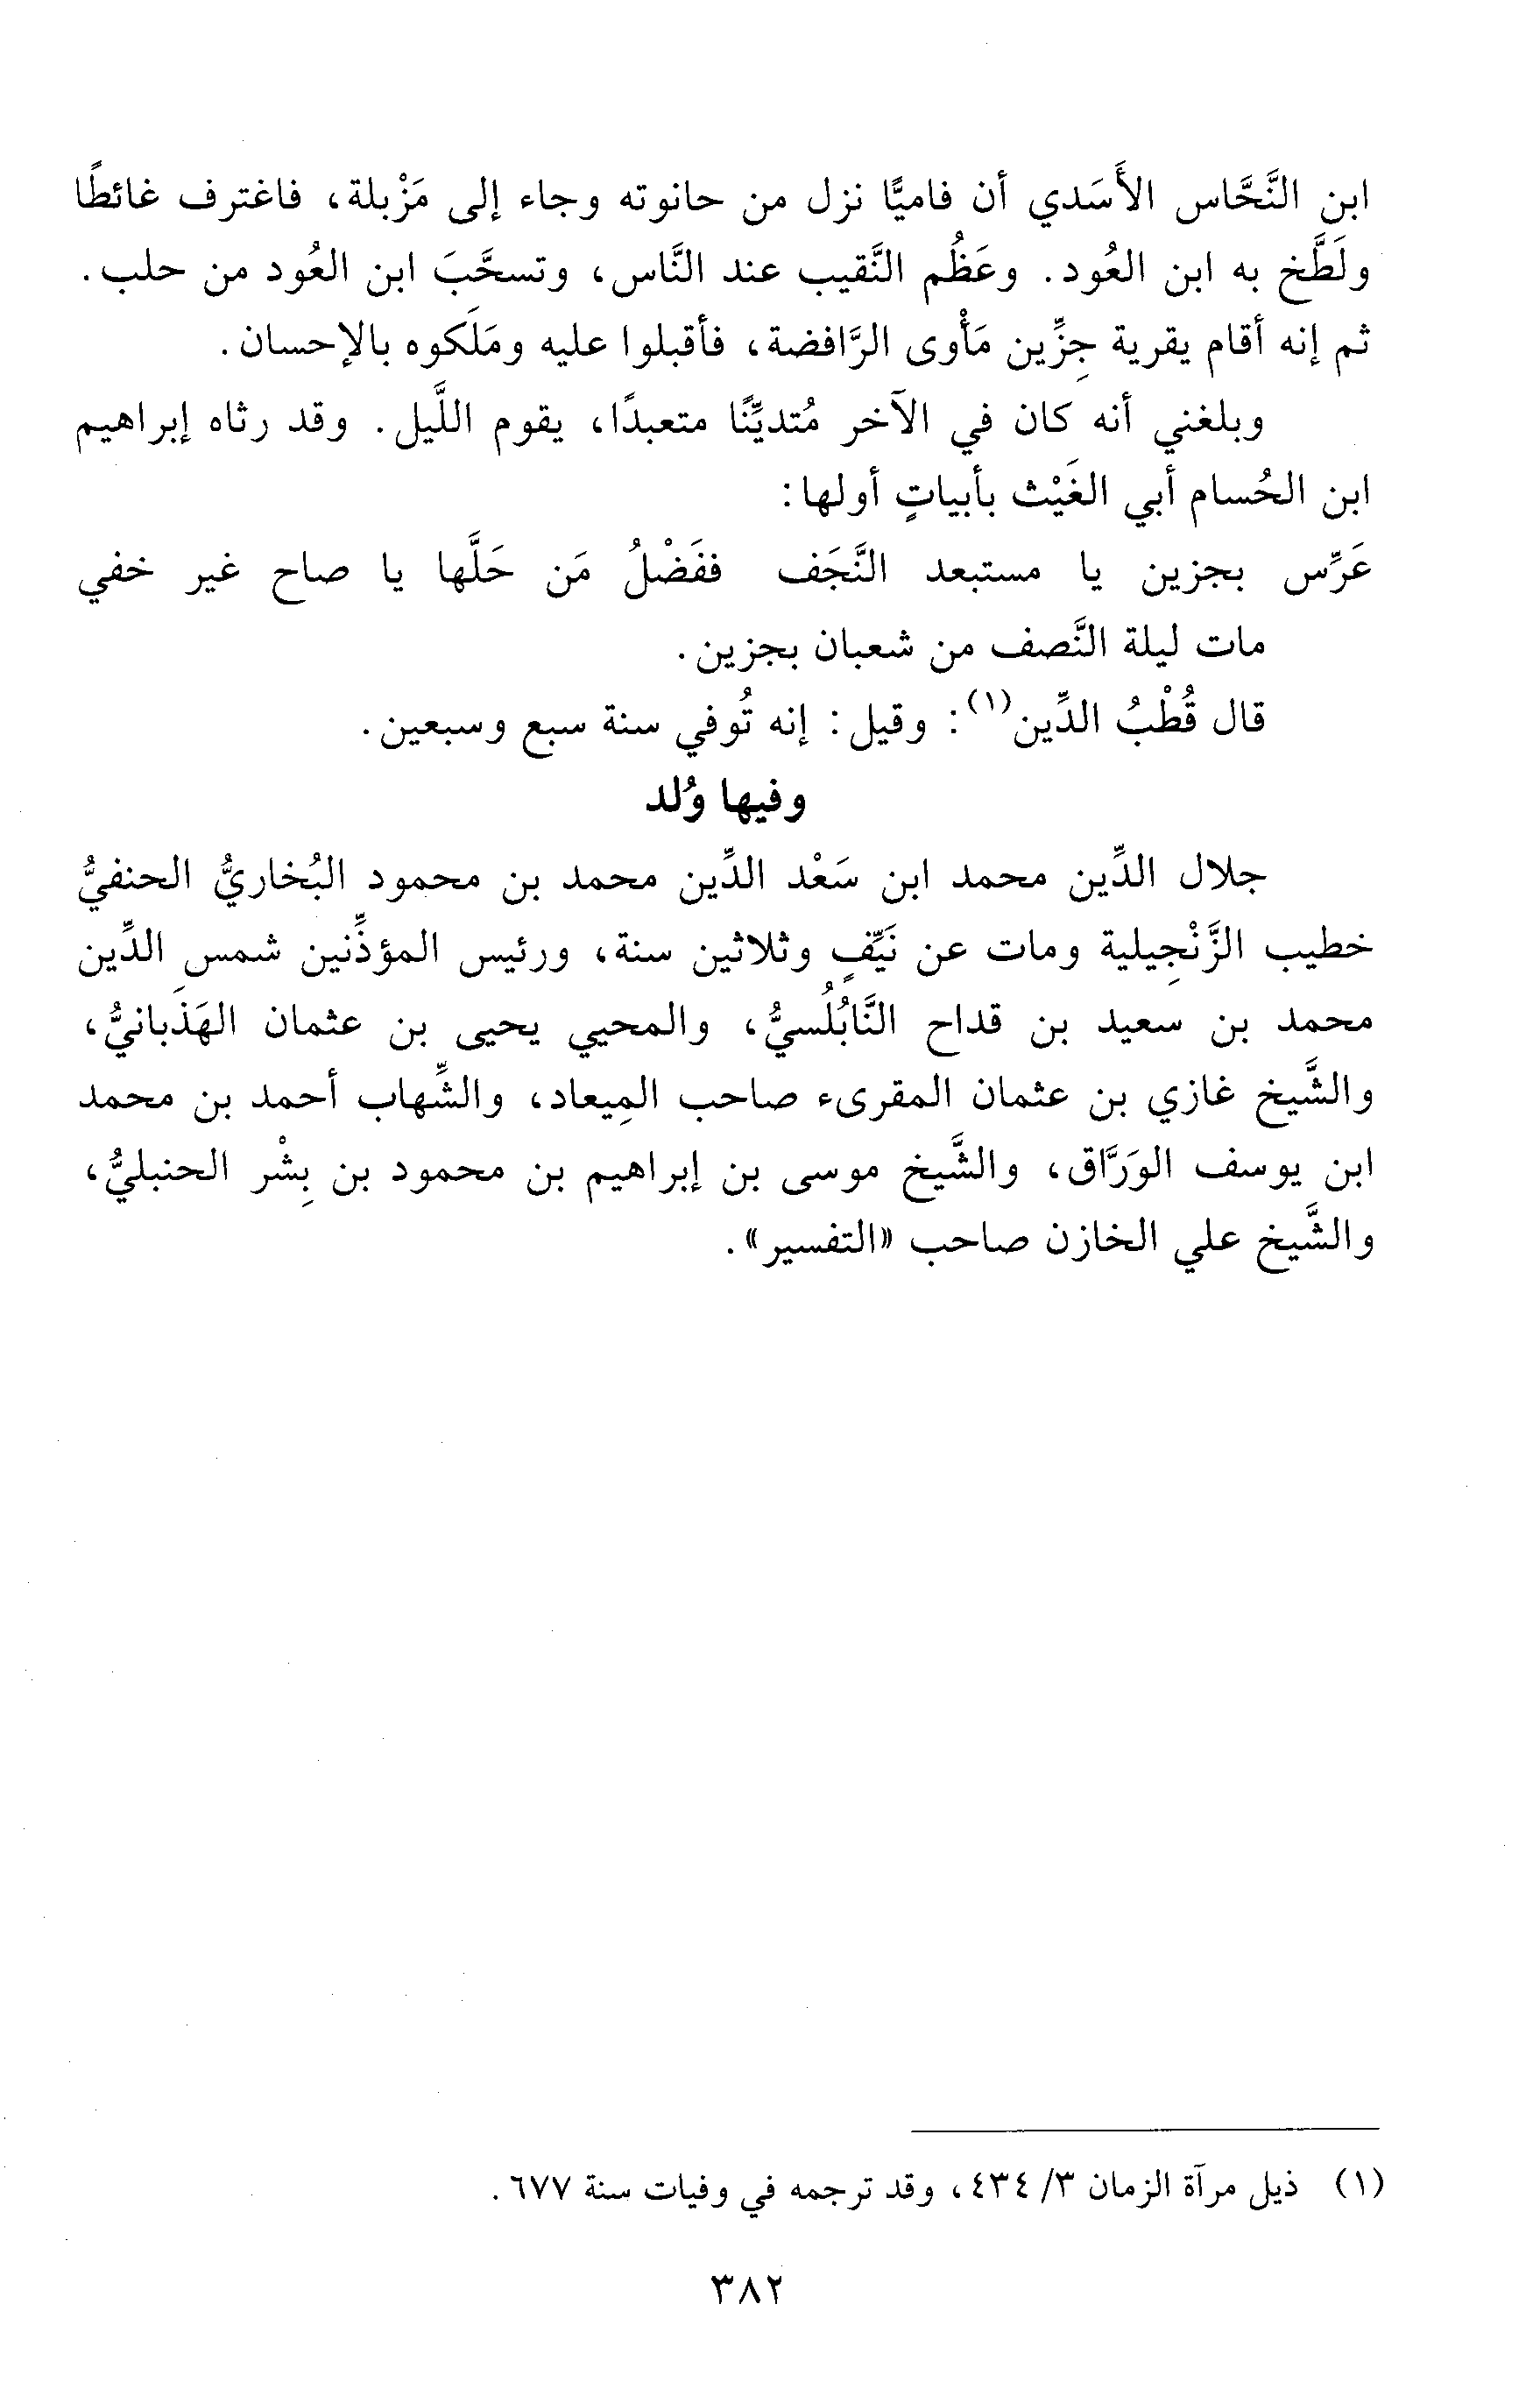 ابن النَّحَّاس الأَسَدي أن فاميًّا نزل من حانوته وجاء إلى مَزْبلة، فاغترف غائطًا
ولَطَّخ به ابن العُود. وعَظُم النَّقيب عند النَّاس، وتسحَّبَ ابن العُود من حلب.
ثم إنه أقام يقرية جِزِّين مَأْوى الرَّافضة، فأقبلوا عليه ومَلَكوه بالإحسان.
وبلغني أنه كان في الآخر مُتديِّنًا متعبدًا، يقوم اللَّيل. وقد رثاه إبراهيم
ابن الحُسام أبي الغَيْث بأبياتٍ أولها:
عَرِّس بجزين يا مستبعد النَّجَف ففَضْلُ مَن حَلَّها يا صاح غير خفي
مات ليلة النَّصف من شعبان بجزين.
قال قُطْبُ الدِّين(١): وقيل: إنه تُوفي سنة سبع وسبعين.
وفيها وُلد
جلال الدِّين محمد ابن سَعْد الدِّين محمد بن محمود البُخاريُّ الحنفيُّ
خطيب الزَّنْجِيلية ومات عن نَيِّفٍ وثلاثين سنة، ورئيس المؤذِّنين شمسِ الدِّين
محمد بن سعيد بن قداح النَّابُلُسيُّ، والمحيي يحيى بن عثمان الهَذَبانيُّ،
والشَّيخ غازي بن عثمان المقرىء صاحب المِيعاد، والشِّهاب أحمد بن محمد
ابن يوسف الوَرَّاق، والشَّيخ موسى بن إبراهيم بن محمود بن بِشْر الحنبليُّ،
والشَّيخ علي الخازن صاحب «التفسير».
(١) ذيل مرآة الزمان ٣/ ٤٣٤، وقد ترجمه في وفيات سنة ٦٧٧.
٣٨٢